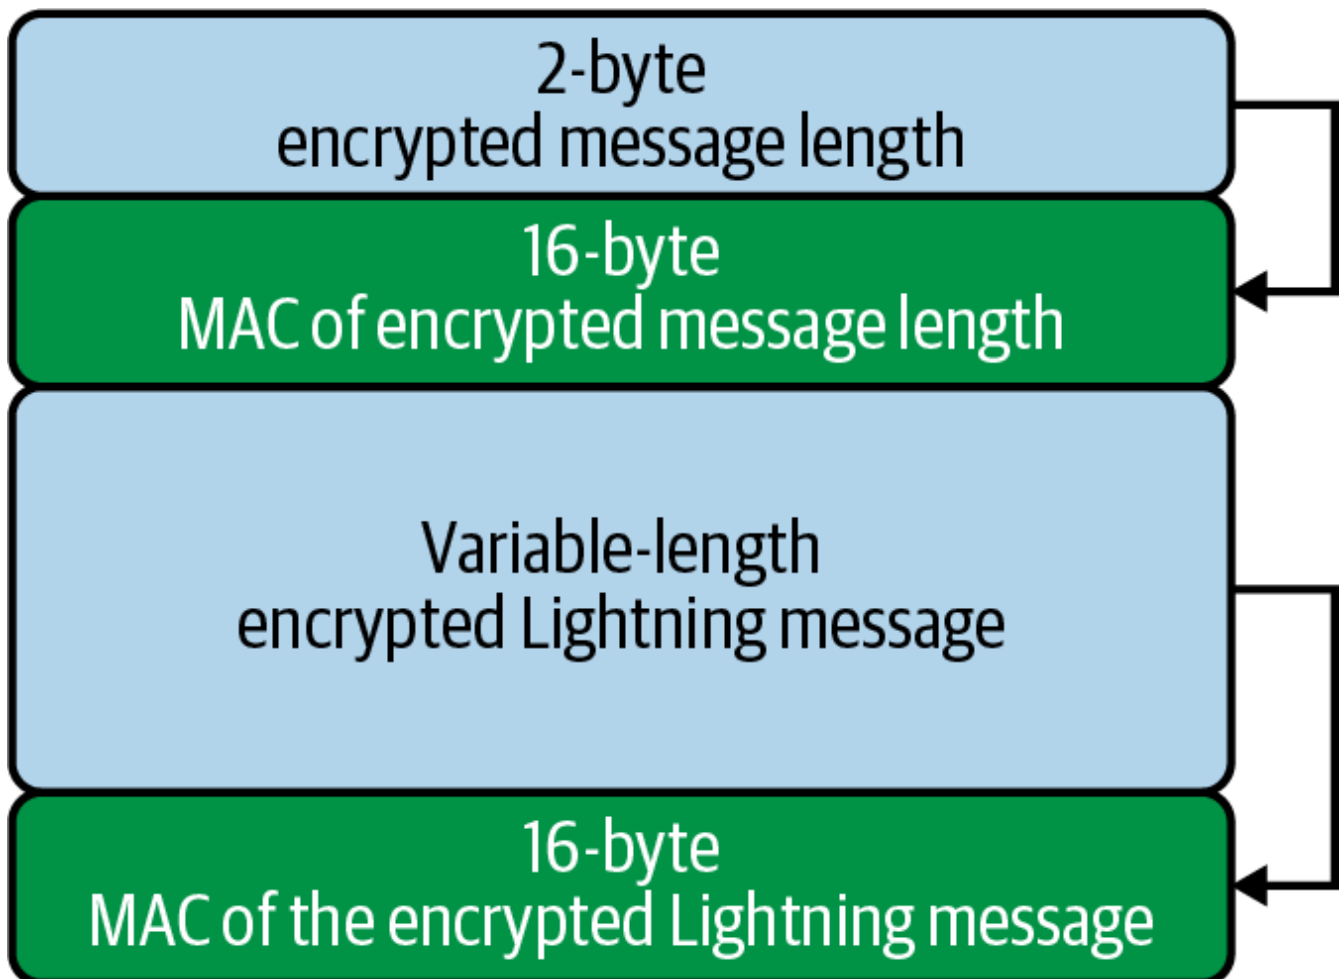 2-byte
encrypted message length
16-byte
MAC of encrypted message length
Variable-length
encrypted Lightning message
16-byte
MAC of the encrypted Lightning message